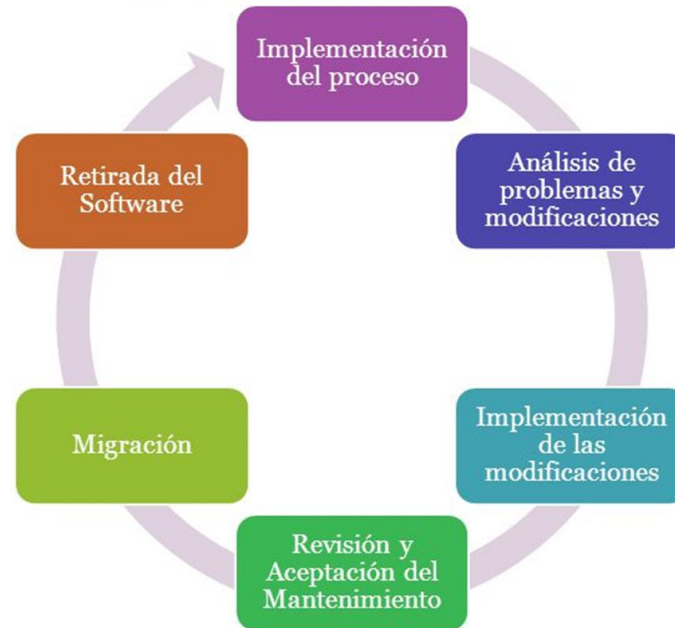 Implementación
del proceso
Análisis de
problemas y
modificaciones
Implementación
de las
modificaciones
Revisión y
Aceptación del
Mantenimiento
Migración
Retirada del
Software